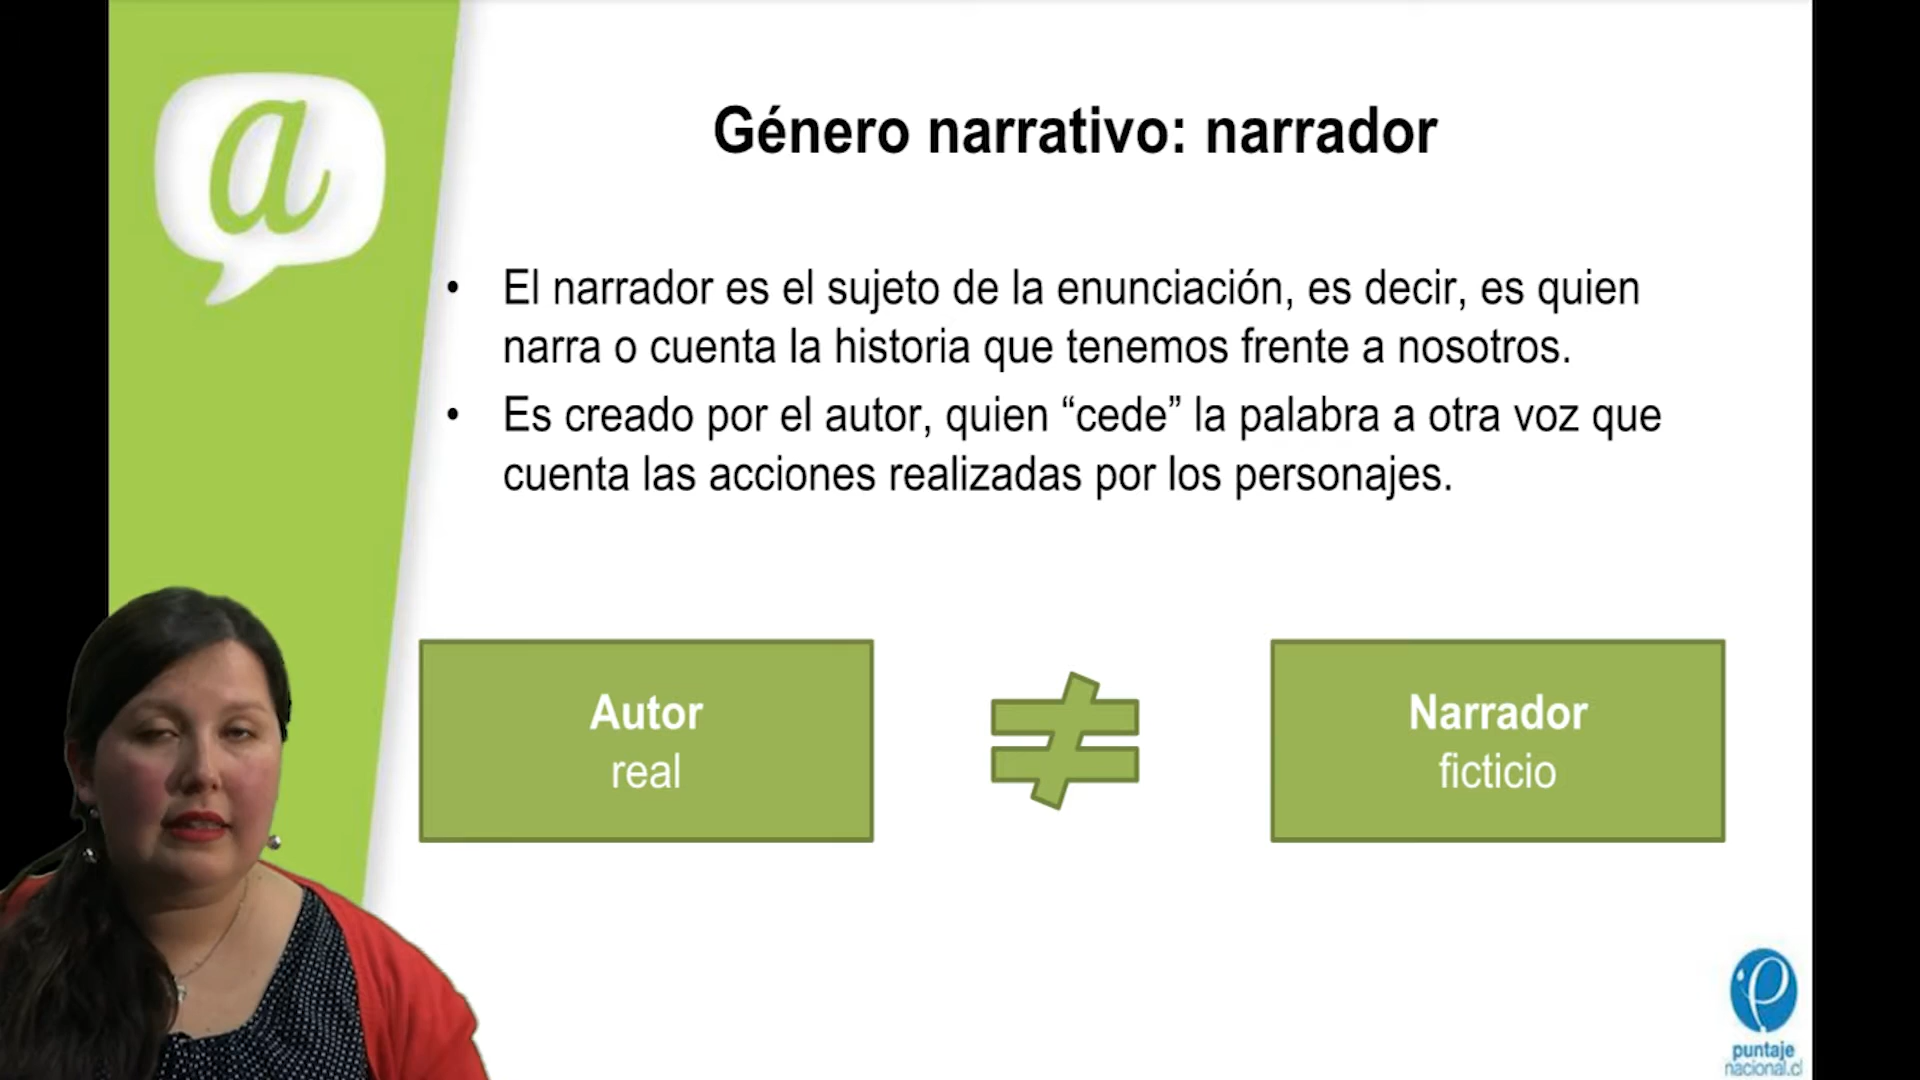 a
Género narrativo: narrador
• El narrador es el sujeto de la enunciación, es decir, es quien
narra o cuenta la historia que tenemos frente a nosotros.
• Es creado por el autor, quien “cede” la palabra a otra voz que
cuenta las acciones realizadas por los personajes.
Autor
real
≠
Narrador
ficticio
puntaje
nacional.cl